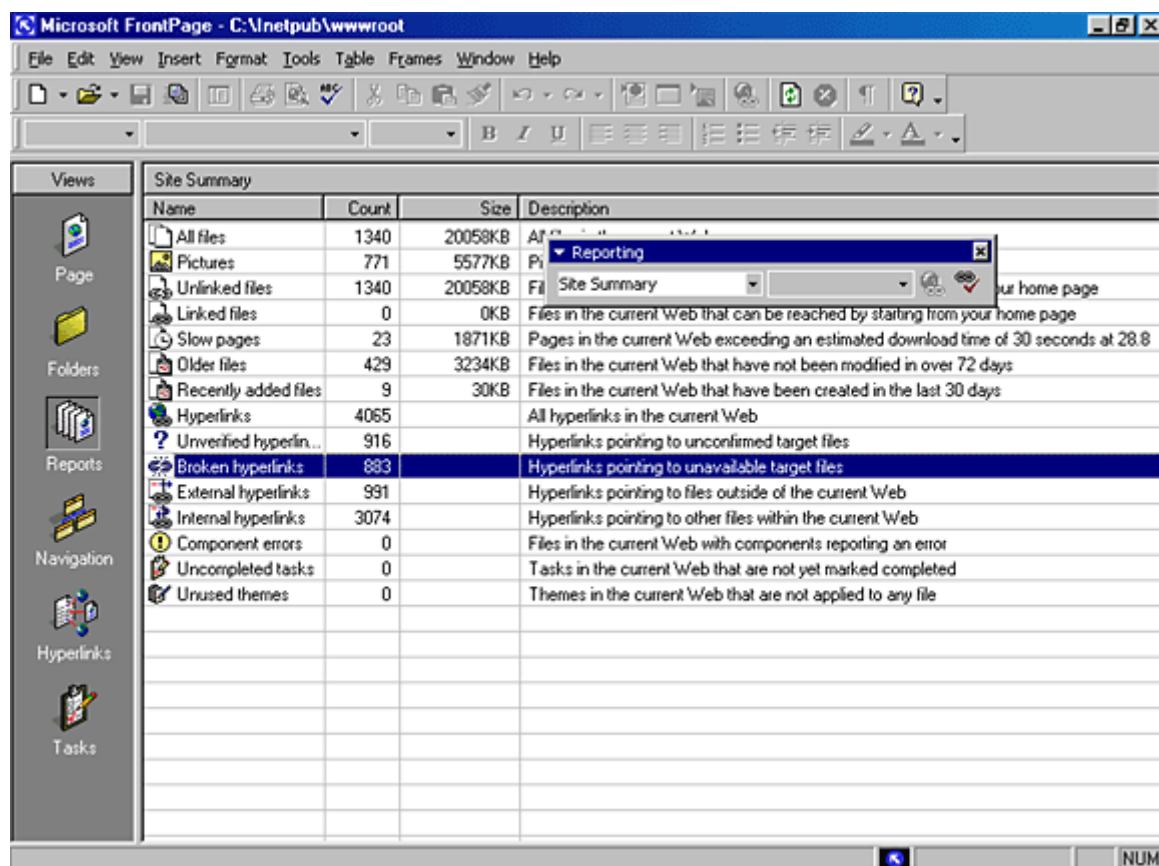 Microsoft FrontPage - C:\Inetpub\wwwroot
File Edit View Insert Format Tools Table Frames Window Help
B I U A
Views
Page
Folders
Reports
Navigation
Hyperlinks
Tasks
Site Summary
Name Count Size Description
All files 1340 20058KB
Pictures 771 5577KB
Unlinked files 1340 20058KB ur home page
Linked files 0 0KB Files in the current Web that can be reached by starting from your home page
Slow pages 23 1871KB Pages in the current Web exceeding an estimated download time of 30 seconds at 28.8
Older files 429 3234KB Files in the current Web that have not been modified in over 72 days
Recently added files 9 30KB Files in the current Web that have been created in the last 30 days
Hyperlinks 4065 All hyperlinks in the current Web
? Unverified hyperlin... 916 Hyperlinks pointing to unconfirmed target files
Broken hyperlinks 883 Hyperlinks pointing to unavailable target files
External hyperlinks 991 Hyperlinks pointing to files outside of the current Web
Internal hyperlinks 3074 Hyperlinks pointing to other files within the current Web
Component errors 0 Files in the current Web with components reporting an error
Uncompleted tasks 0 Tasks in the current Web that are not yet marked completed
Unused themes 0 Themes in the current Web that are not applied to any file
Reporting
Site Summary
NUM